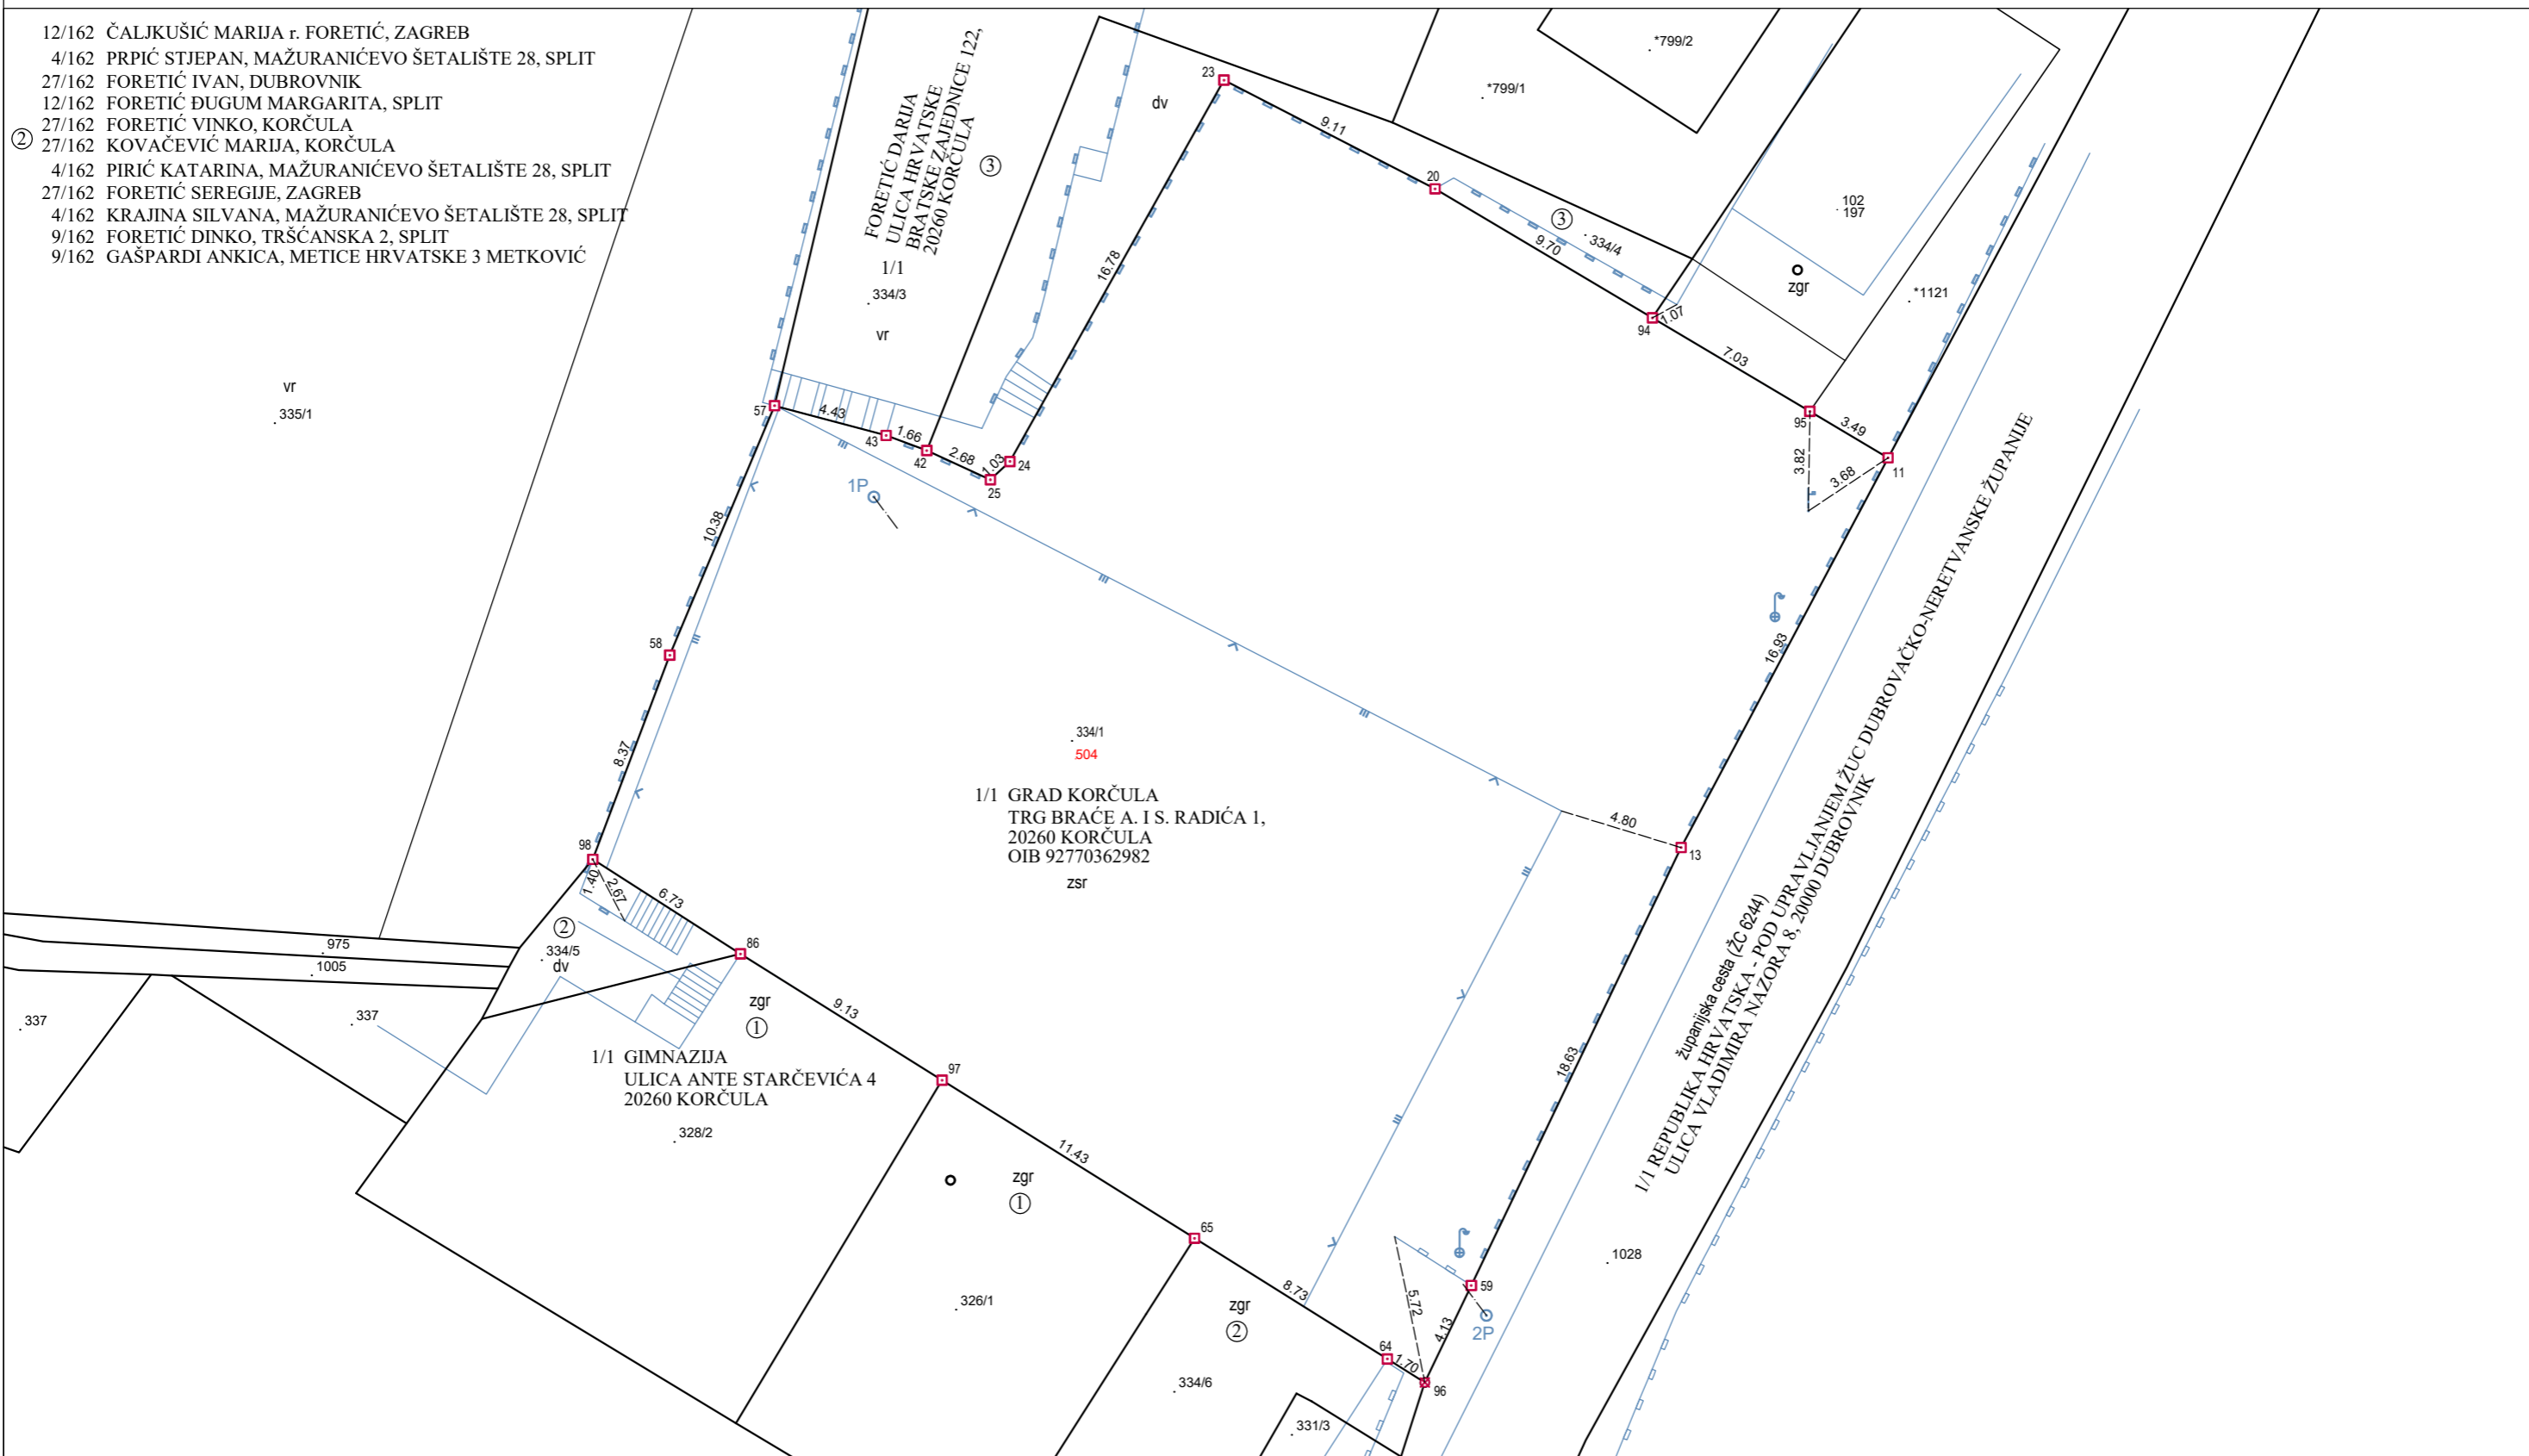 12/162 ČALJKUŠIĆ MARIJA r. FORETIĆ, ZAGREB
4/162 PRPIĆ STJEPAN, MAŽURANIĆEVO ŠETALIŠTE 28, SPLIT
27/162 FORETIĆ IVAN, DUBROVNIK
12/162 FORETIĆ ĐUGUM MARGARITA, SPLIT
27/162 FORETIĆ VINKO, KORČULA
② 27/162 KOVAČEVIĆ MARIJA, KORČULA
4/162 PIRIĆ KATARINA, MAŽURANIĆEVO ŠETALIŠTE 28, SPLIT
27/162 FORETIĆ SEREGIJE, ZAGREB
4/162 KRAJINA SILVANA, MAŽURANIĆEVO ŠETALIŠTE 28, SPLIT
9/162 FORETIĆ DINKO, TRŠĆANSKA 2, SPLIT
9/162 GAŠPARDI ANKICA, METICE HRVATSKE 3 METKOVIĆ
FORETIĆ DARIJA
ULICA HRVATSKE
BRATSKE ZAJEDNICE 122,
20260 KORČULA
1/1
334/3
vr
③
dv
23
9.11
20
*799/2
*799/1
③
334/4
9.70
102
197
zgr
*1121
94
1.07
7.03
95
3.49
11
3.82
3.68
16.78
vr
335/1
57
4.43
43
1.66
42
2.68
1.03
24
25
1P
10.38
58
8.37
16.93
334/1
504
1/1 GRAD KORČULA
TRG BRAĆE A. I S. RADIĆA 1,
20260 KORČULA
OIB 92770362982
zsr
4.80
13
98
1.40
2.67
6.73
②
334/5
dv
86
975
1005
337
337
zgr
①
9.13
97
1/1 GIMNAZIJA
ULICA ANTE STARČEVIĆA 4
20260 KORČULA
328/2
11.43
zgr
①
65
326/1
8.73
zgr
②
334/6
64
1.70
96
5.72
4.13
59
2P
18.63
331/3
1028
županijska cesta (ŽC 6244)
1/1 REPUBLIKA HRVATSKA - POD UPRAVLJANJEM ŽUC DUBROVAČKO-NERETVANSKE ŽUPANIJE
ULICA VLADIMIRA NAZORA 8, 20000 DUBROVNIK